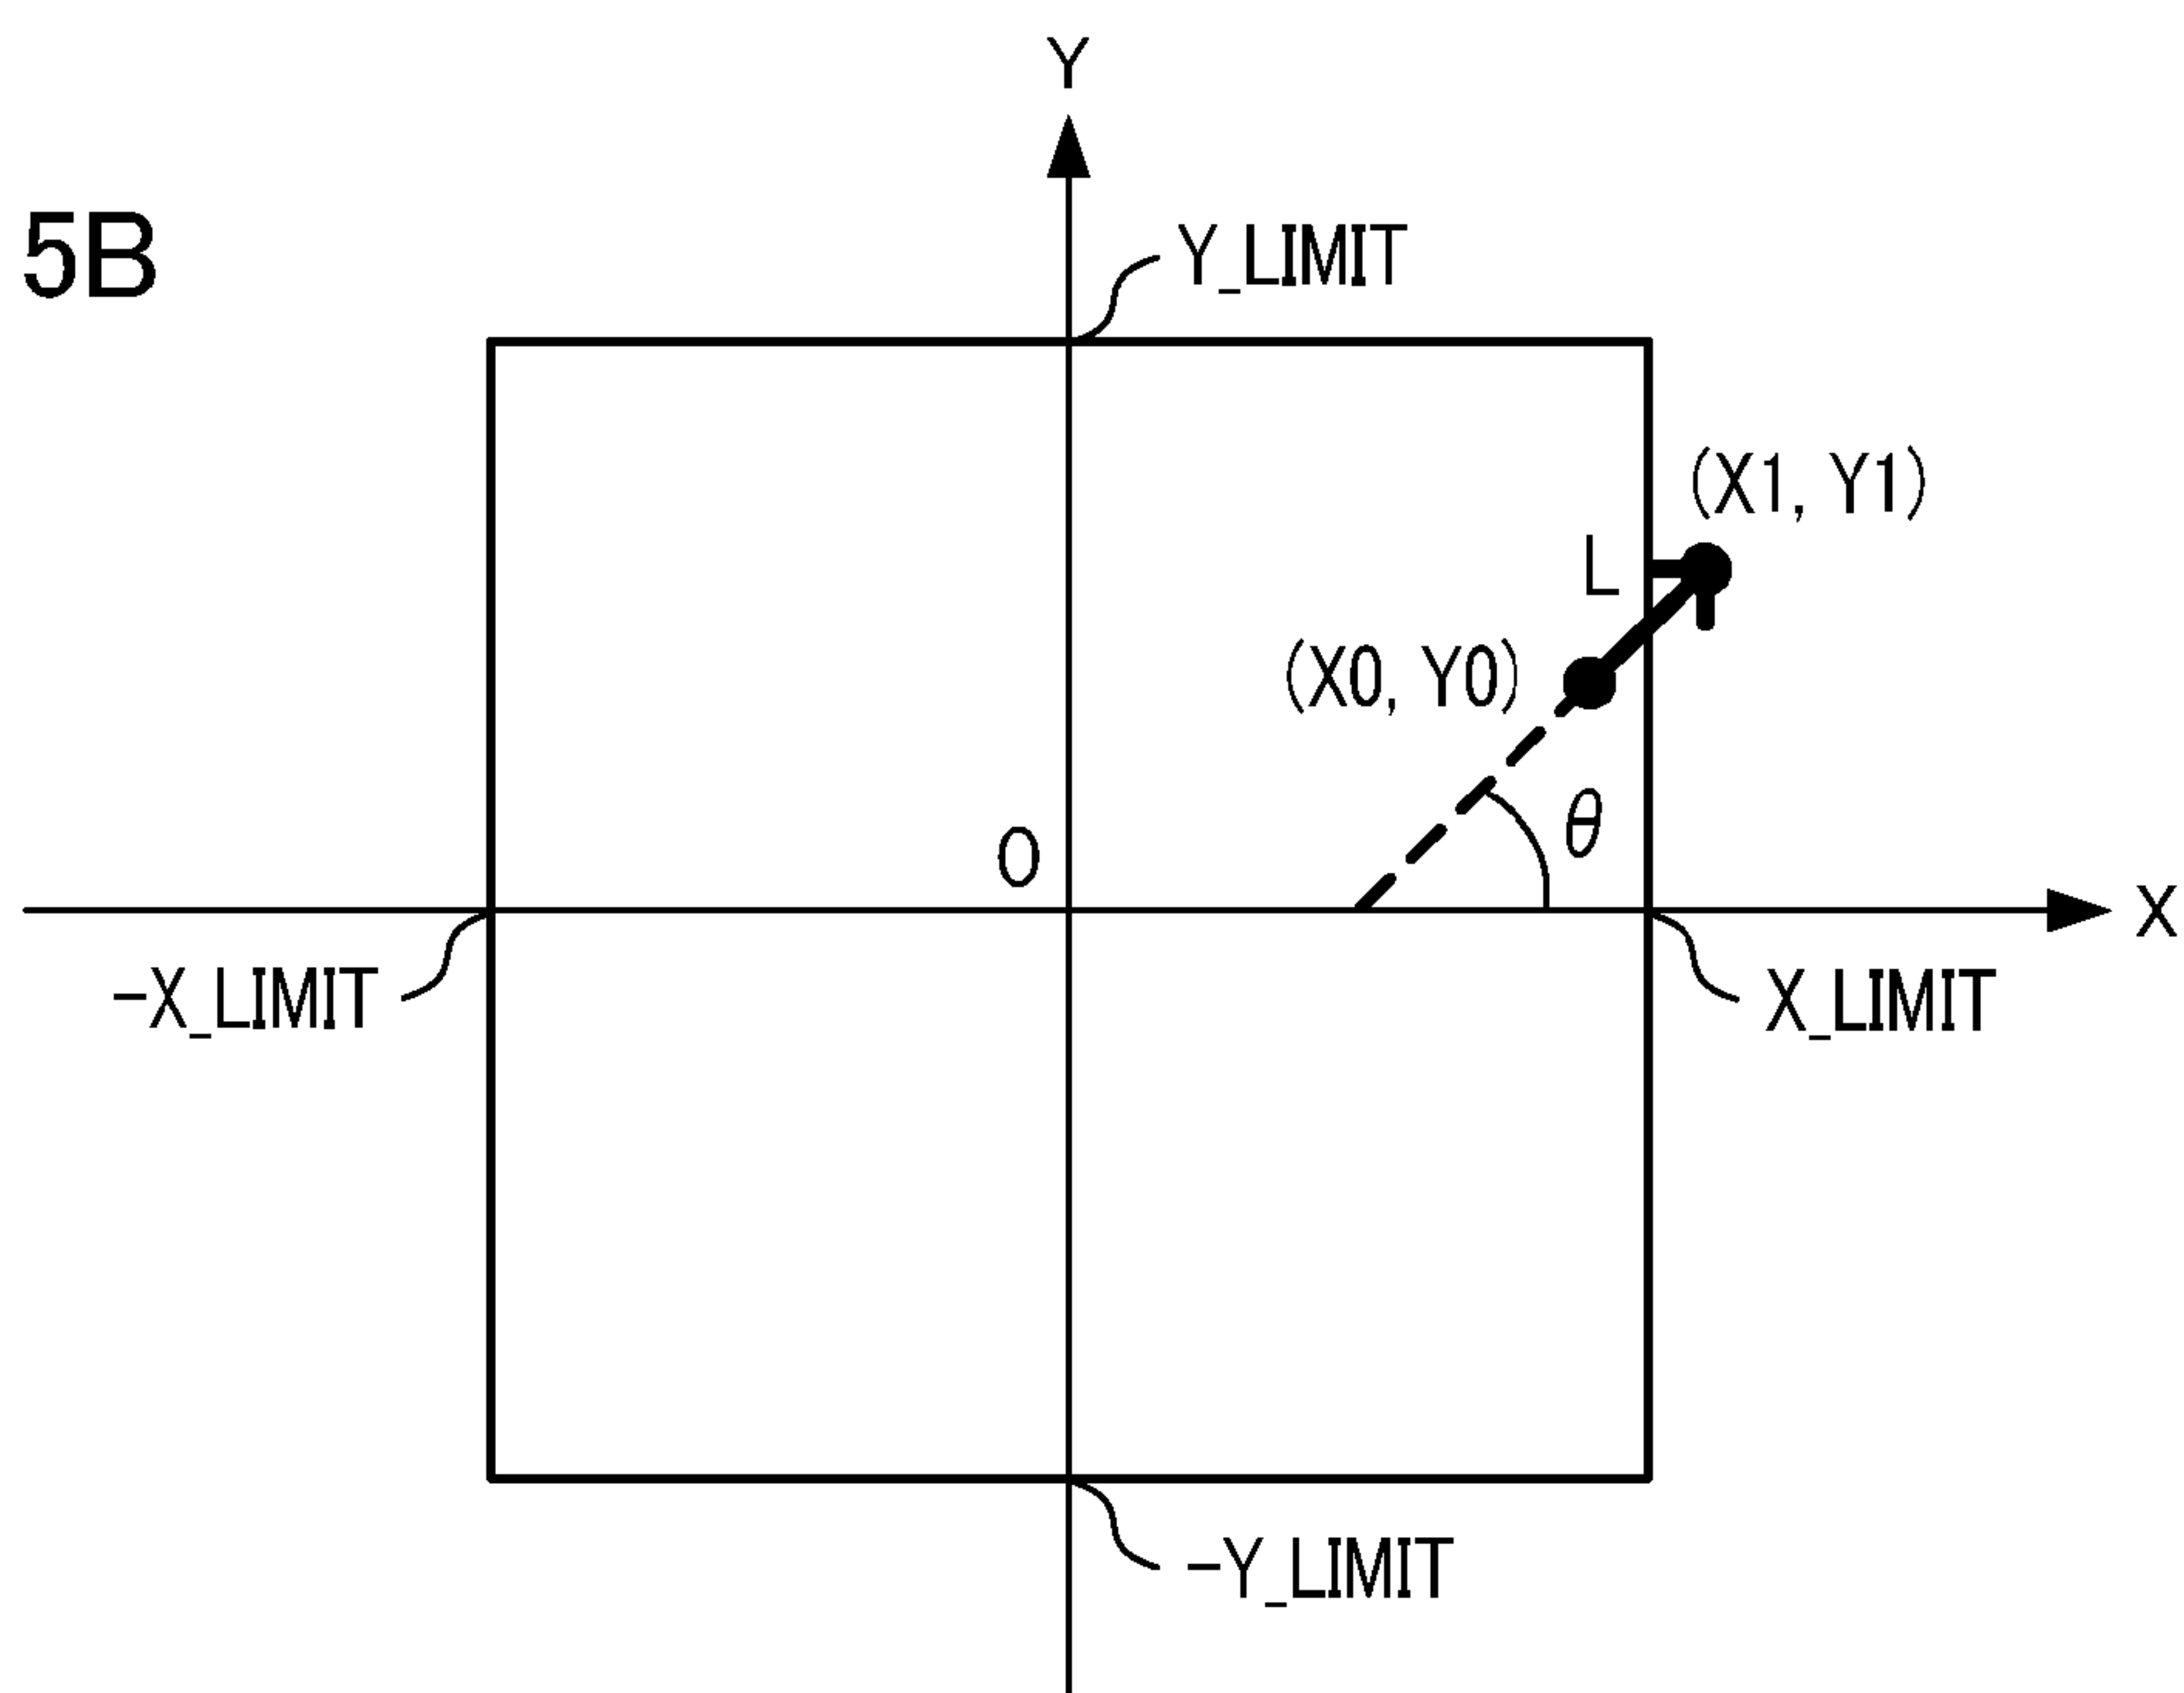 Y
5B
Y_LIMIT
(X1, Y1)
L
(X0, Y0)
θ
O
X
-X_LIMIT
X_LIMIT
-Y_LIMIT